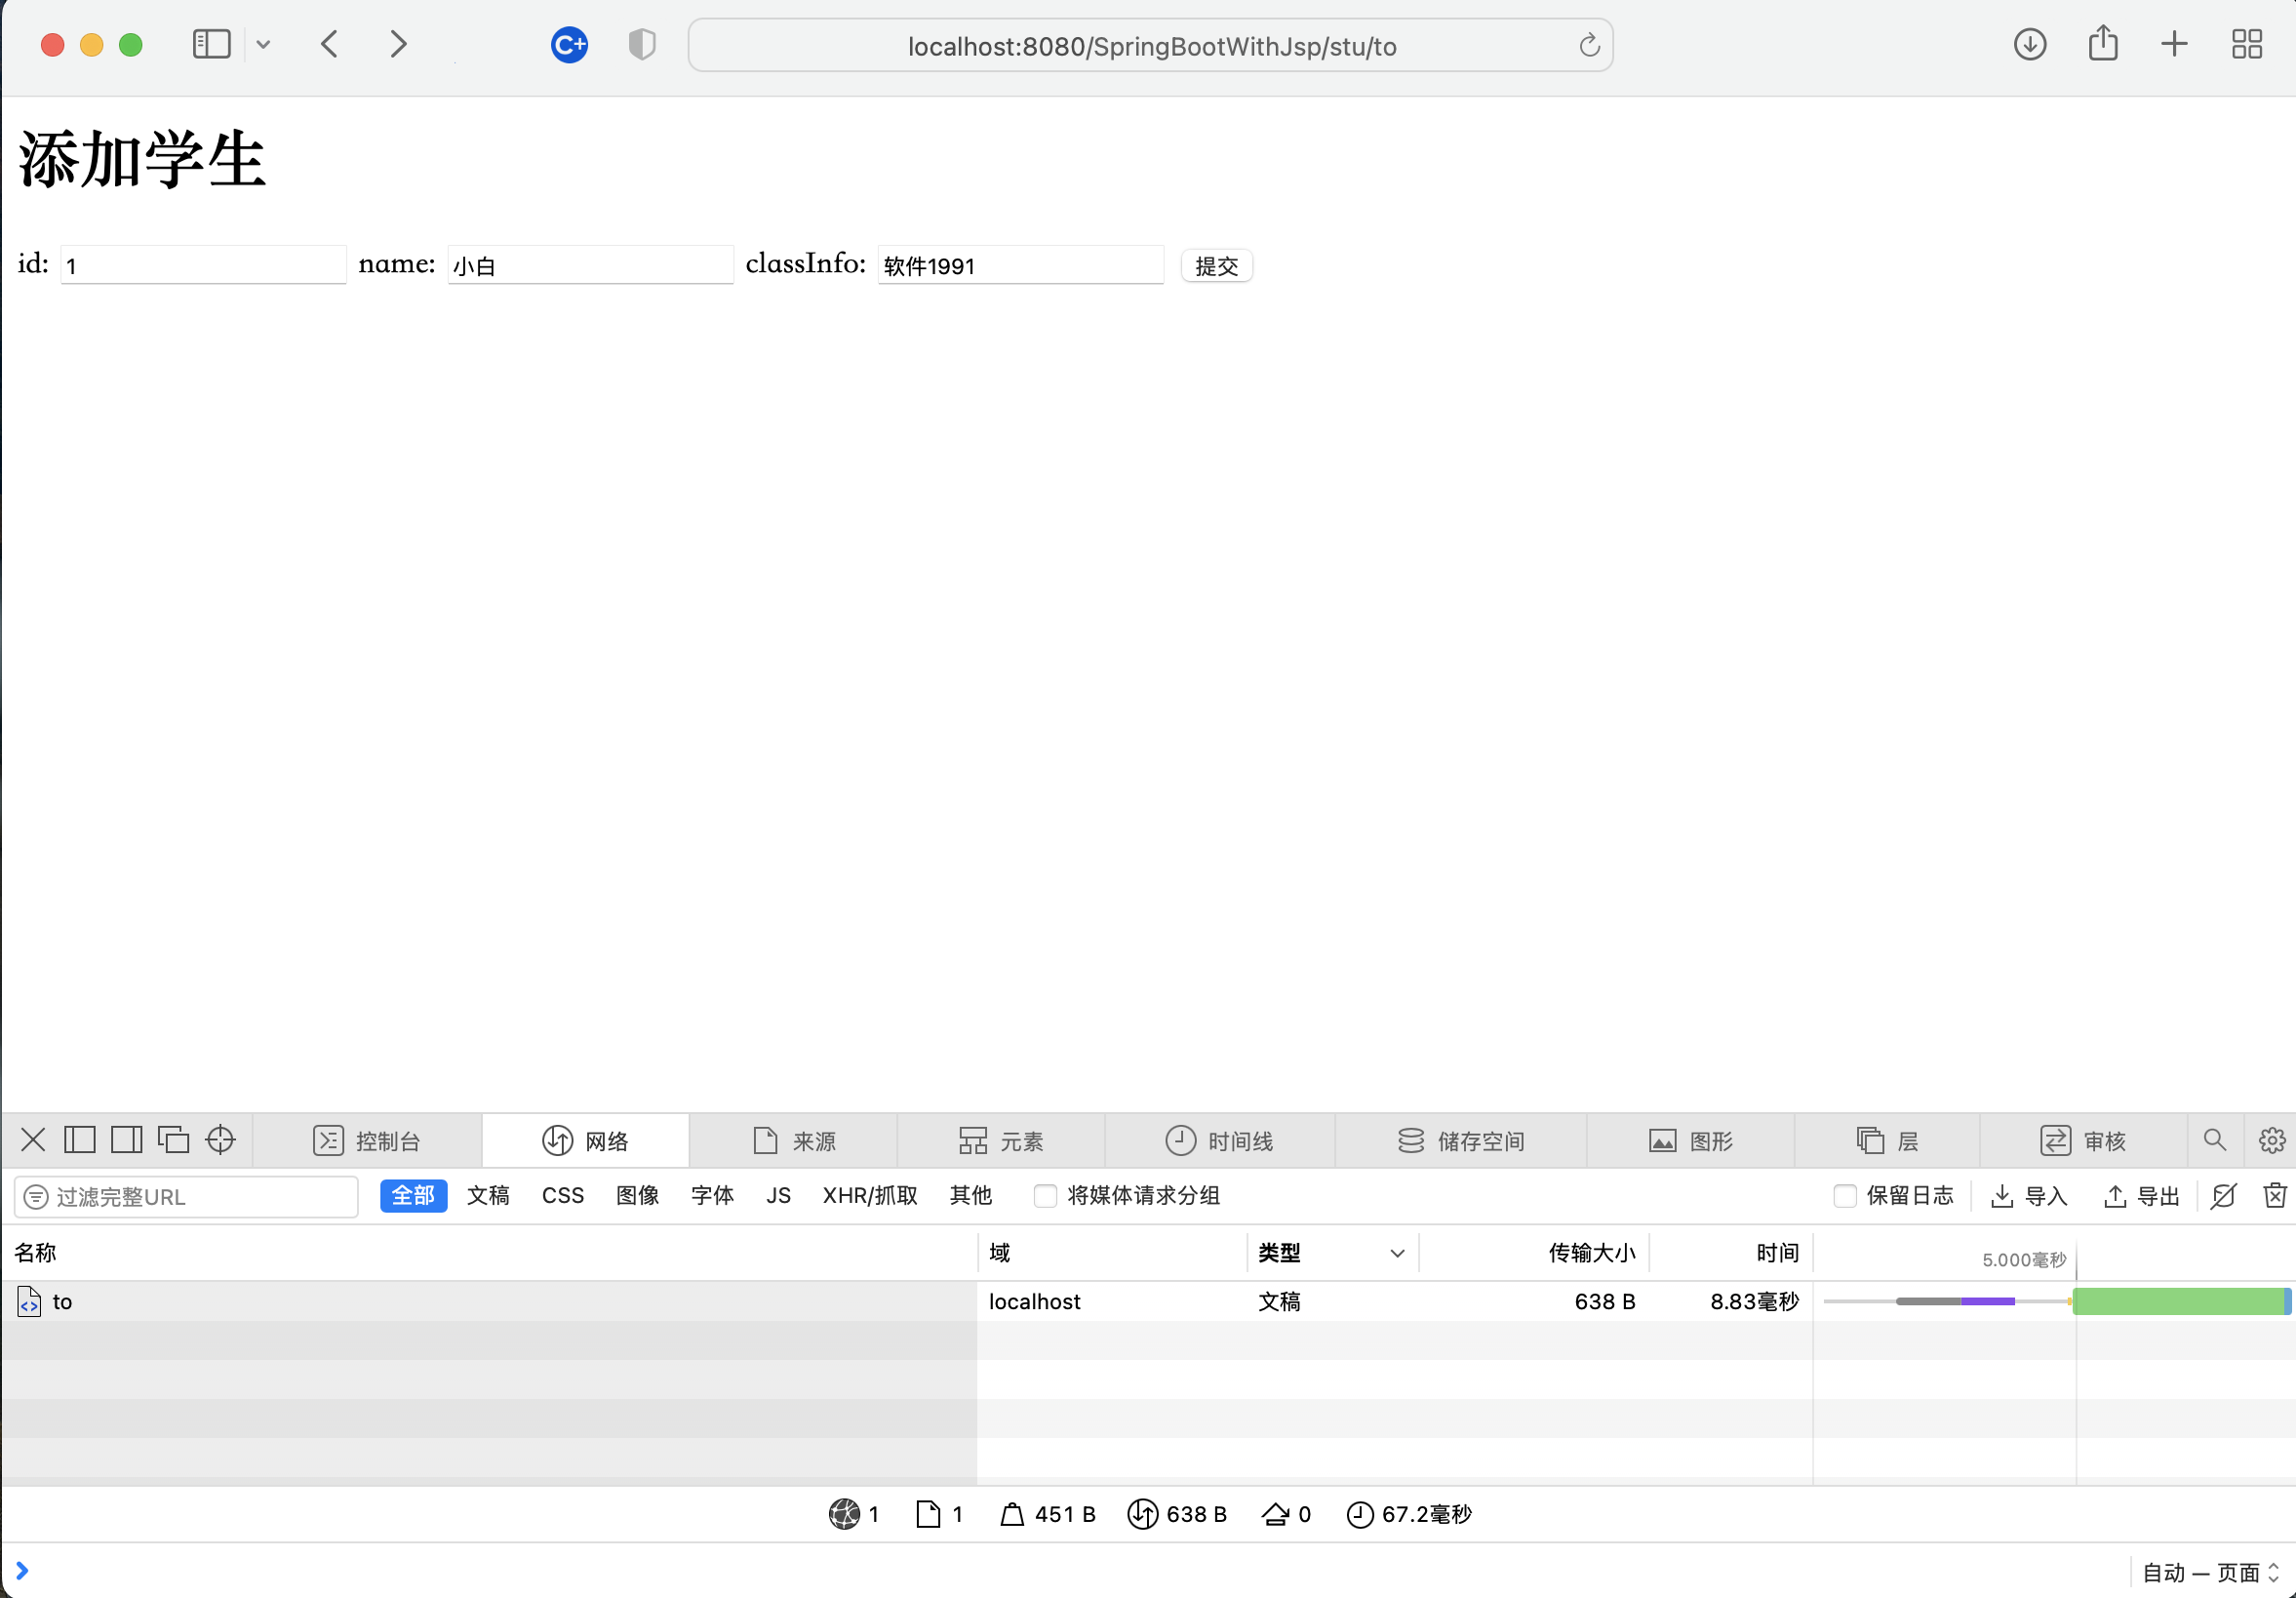 C+ localhost:8080/SpringBootWithJsp/stu/to
添加学生
id: 1 name: 小白 classInfo: 软件1991 提交
控制台 网络 来源 元素 时间线 储存空间 图形 层 审核
过滤完整URL 全部 文稿 CSS 图像 字体 JS XHR/抓取 其他 将媒体请求分组 保留日志 导入 导出
名称 域 类型 传输大小 时间 5.000毫秒
to localhost 文稿 638 B 8.83毫秒
1 1 451 B 638 B 0 67.2毫秒
自动 — 页面